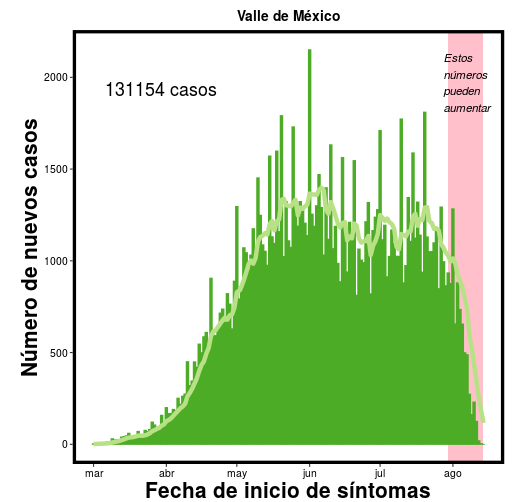 Valle de México
Estos
números
pueden
aumentar
131154 casos
Número de nuevos casos
2000
1500
1000
500
0
mar abr may jun jul ago
Fecha de inicio de síntomas